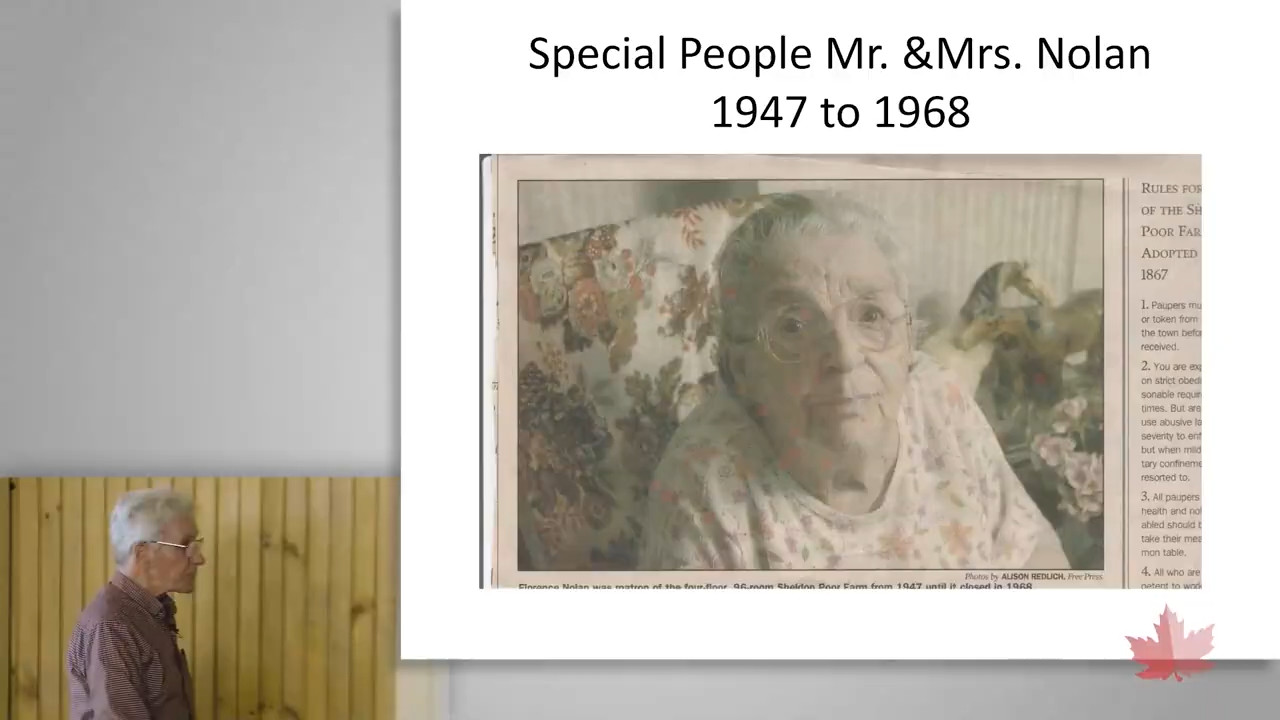 Special People Mr. &Mrs. Nolan
1947 to 1968
RULES FOR
OF THE SH
POOR FAR
ADOPTED
1867
1. Paupers mu
or token from
the town befo
received.
2. You are exp
on strict obedi
sonable requir
times. But are
use abusive la
severity to enf
but when mild
tary confineme
resorted to.
3. All paupers
health and not
abled should b
take their mea
mon table.
4. All who are
petent to work
Photos by ALISON REDLICH, Free Press
Florence Nolan was matron of the four-floor, 96-room Sheldon Poor Farm from 1947 until it closed in 1968.